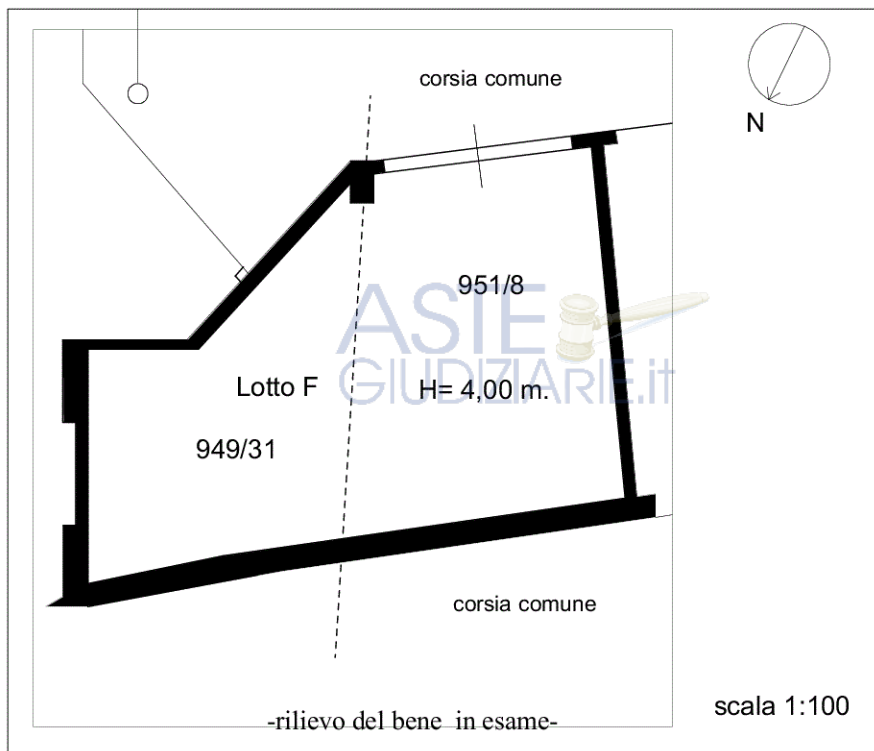 corsia comune
N
951/8
ASTE
GIUDIZIARIE.it
Lotto F
H= 4,00 m.
949/31
corsia comune
scala 1:100
-rilievo del bene in esame-